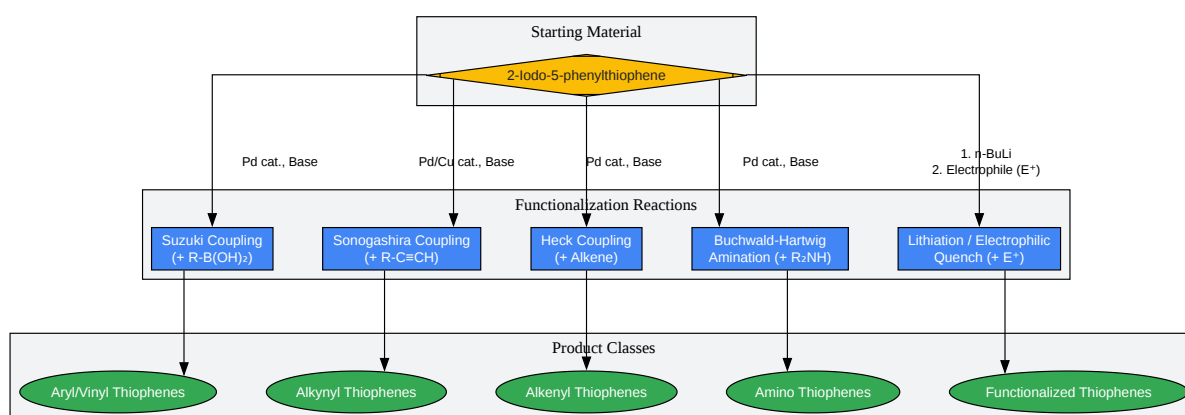 Starting Material
2-Iodo-5-phenylthiophene
Pd cat., Base
Pd/Cu cat., Base
Pd cat., Base
Pd cat., Base
1. n-BuLi
2. Electrophile (E⁺)
Functionalization Reactions
Suzuki Coupling
(+ R-B(OH)₂)
Sonogashira Coupling
(+ R-C≡CH)
Heck Coupling
(+ Alkene)
Buchwald-Hartwig
Amination (+ R₂NH)
Lithiation / Electrophilic
Quench (+ E⁺)
Product Classes
Aryl/Vinyl Thiophenes
Alkynyl Thiophenes
Alkenyl Thiophenes
Amino Thiophenes
Functionalized Thiophenes